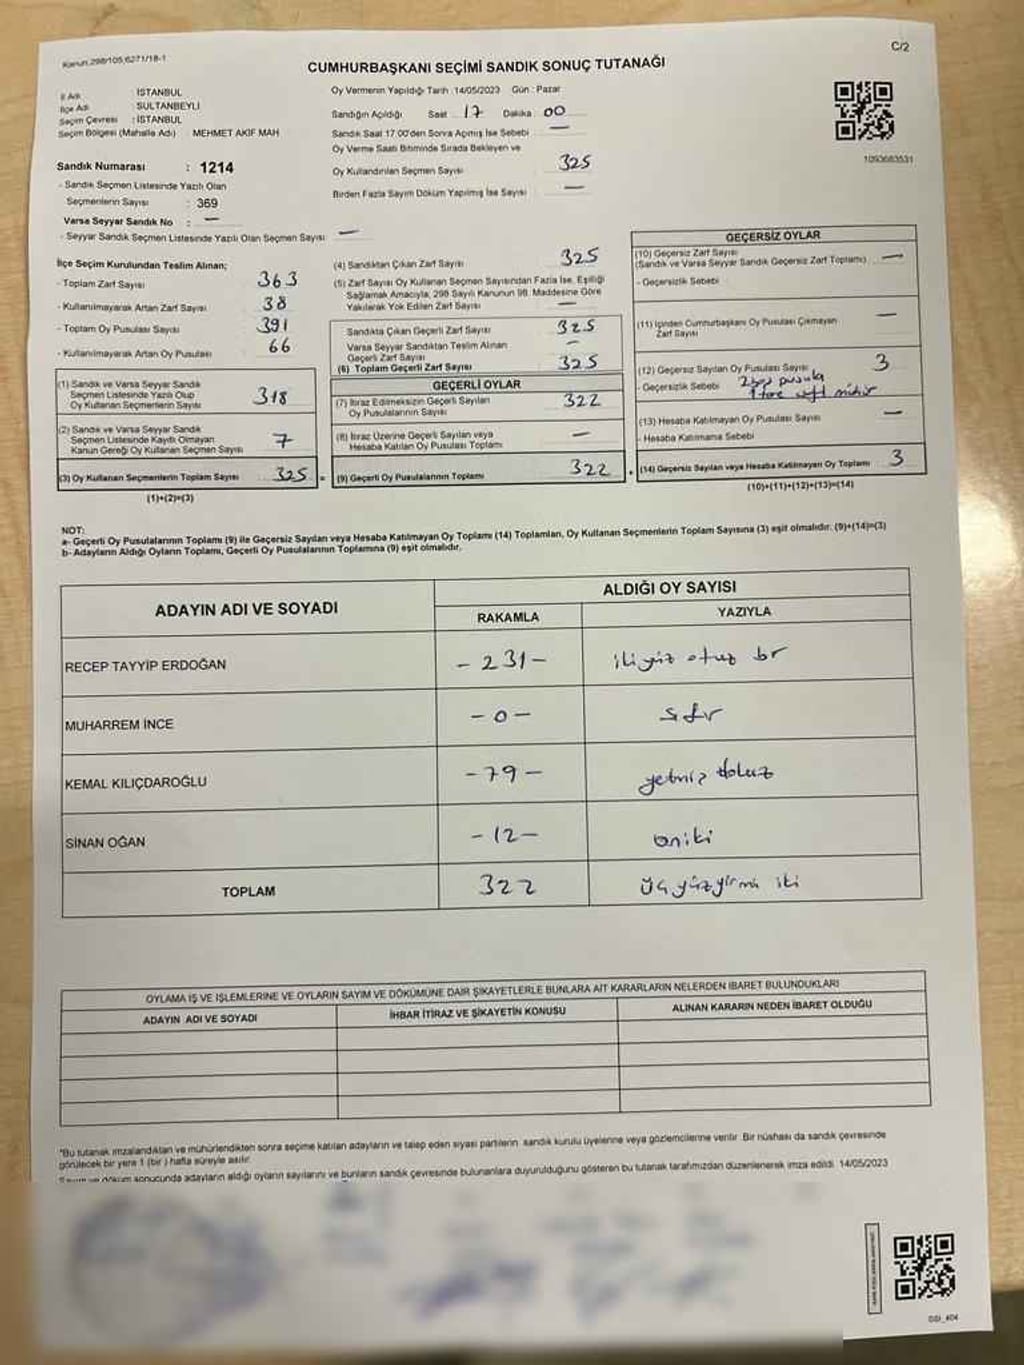 Kanun.298/105,6271/18-1
C/2
CUMHURBAŞKANI SEÇİMİ SANDIK SONUÇ TUTANAĞI
İl Adı : İSTANBUL
İlçe Adı : SULTANBEYLİ
Seçim Çevresi : İSTANBUL
Seçim Bölgesi (Mahalle Adı) : MEHMET AKİF MAH
Sandık Numarası : 1214
- Sandık Seçmen Listesinde Yazılı Olan
Seçmenlerin Sayısı : 369
Varsa Seyyar Sandık No : —
- Seyyar Sandık Seçmen Listesinde Yazılı Olan Seçmen Sayısı : —
Oy Vermenin Yapıldığı Tarih :14/05/2023 Gün : Pazar
Sandığın Açıldığı Saat : 17 Dakika : 00
Sandık Saat 17.00'den Sonra Açılmış İse Sebebi : —
Oy Verme Saati Bitiminde Sırada Bekleyen ve
Oy Kullandırılan Seçmen Sayısı : 325
Birden Fazla Sayım Döküm Yapılmış İse Sayısı : —
1093683531
İlçe Seçim Kurulundan Teslim Alınan;
- Toplam Zarf Sayısı : 363
- Kullanılmayarak Artan Zarf Sayısı : 38
- Toplam Oy Pusulası Sayısı : 391
- Kullanılmayarak Artan Oy Pusulası : 66
(1) Sandık ve Varsa Seyyar Sandık
Seçmen Listesinde Yazılı Olup
Oy Kullanan Seçmenlerin Sayısı 318
(2) Sandık ve Varsa Seyyar Sandık
Seçmen Listesinde Kayıtlı Olmayan
Kanun Gereği Oy Kullanan Seçmen Sayısı 7
(3) Oy Kullanan Seçmenlerin Toplam Sayısı 325 =
(1)+(2)=(3)
(4) Sandıktan Çıkan Zarf Sayısı : 325
(5) Zarf Sayısı Oy Kullanan Seçmen Sayısından Fazla İse, Eşitliği
Sağlamak Amacıyla, 298 Sayılı Kanunun 98. Maddesine Göre
Yakılarak Yok Edilen Zarf Sayısı : —
Sandıkta Çıkan Geçerli Zarf Sayısı : 325
Varsa Seyyar Sandıktan Teslim Alınan
Geçerli Zarf Sayısı : —
(6) Toplam Geçerli Zarf Sayısı : 325
GEÇERLİ OYLAR
(7) İtiraz Edilmeksizin Geçerli Sayılan
Oy Pusulalarının Sayısı : 322
(8) İtiraz Üzerine Geçerli Sayılan veya
Hesaba Katılan Oy Pusulası Toplamı : —
(9) Geçerli Oy Pusulalarının Toplamı 322 +
GEÇERSİZ OYLAR
(10) Geçersiz Zarf Sayısı
(Sandık ve Varsa Seyyar Sandık Geçersiz Zarf Toplamı) : —
- Geçersizlik Sebebi :
(11) İçinden Cumhurbaşkanı Oy Pusulası Çıkmayan
Zarf Sayısı : —
(12) Geçersiz Sayılan Oy Pusulası Sayısı : 3
- Geçersizlik Sebebi : 2 boş pusula
(13) Hesaba Katılmayan Oy Pusulası Sayısı : —
- Hesaba Katılmama Sebebi :
(14) Geçersiz Sayılan veya Hesaba Katılmayan Oy Toplamı 3
(10)+(11)+(12)+(13)=(14)
NOT:
a- Geçerli Oy Pusulalarının Toplamı (9) ile Geçersiz Sayılan veya Hesaba Katılmayan Oy Toplamı (14) Toplamları, Oy Kullanan Seçmenlerin Toplam Sayısına (3) eşit olmalıdır. (9)+(14)=(3)
b- Adayların Aldığı Oyların Toplamı, Geçerli Oy Pusulalarının Toplamına (9) eşit olmalıdır.
ADAYIN ADI VE SOYADI
ALDIĞI OY SAYISI
RAKAMLA YAZIYLA
RECEP TAYYİP ERDOĞAN - 231 - ikiyüz otuz bir
MUHARREM İNCE - 0 - sıfır
KEMAL KILIÇDAROĞLU - 79 - yetmiş dokuz
SİNAN OĞAN - 12 - oniki
TOPLAM 322 üçyüzyirmi iki
OYLAMA İŞ VE İŞLEMLERİNE VE OYLARIN SAYIM VE DÖKÜMÜNE DAİR ŞİKAYETLERLE BUNLARA AİT KARARLARIN NELERDEN İBARET BULUNDUKLARI
ADAYIN ADI VE SOYADI İHBAR İTİRAZ VE ŞİKAYETİN KONUSU ALINAN KARARIN NEDEN İBARET OLDUĞU
*Bu tutanak imzalandıktan ve mühürlendikten sonra seçime katılan adayların ve talep eden siyasi partilerin sandık kurulu üyelerine veya gözlemcilerine verilir. Bir nüshası da sandık çevresinde
görülecek bir yere 1 (bir ) hafta süreyle asılır.
Sayım ve döküm sonucunda adayların aldığı oyların sayılarını ve bunların sandık çevresinde bulunanlara duyurulduğunu gösteren bu tutanak tarafımızdan düzenlenerek imza edildi. 14/05/2023